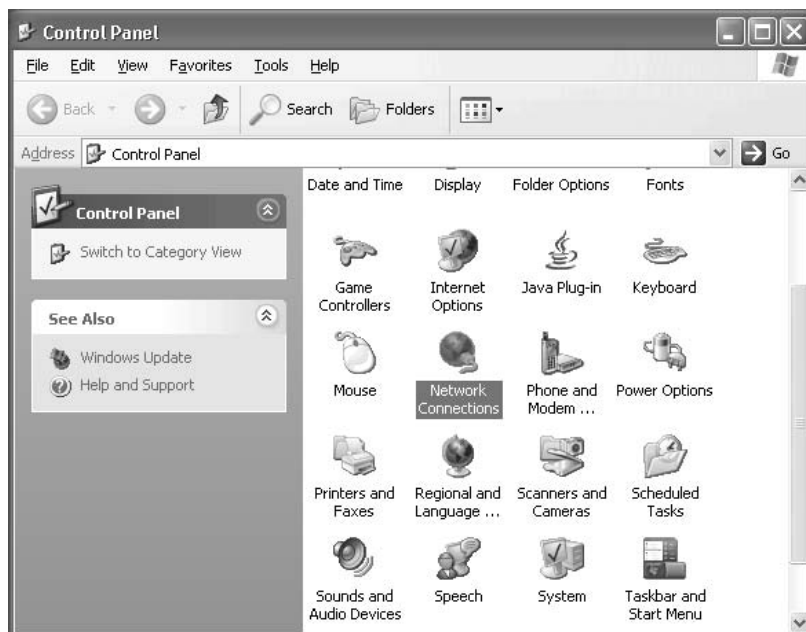 Control Panel
File Edit View Favorites Tools Help
Back Search Folders
Address Control Panel Go
Control Panel
Switch to Category View
See Also
Windows Update
Help and Support
Date and Time Display Folder Options Fonts
Game Controllers
Internet Options
Java Plug-in
Keyboard
Mouse
Network Connections
Phone and Modem ...
Power Options
Printers and Faxes
Regional and Language ...
Scanners and Cameras
Scheduled Tasks
Sounds and Audio Devices
Speech
System
Taskbar and Start Menu